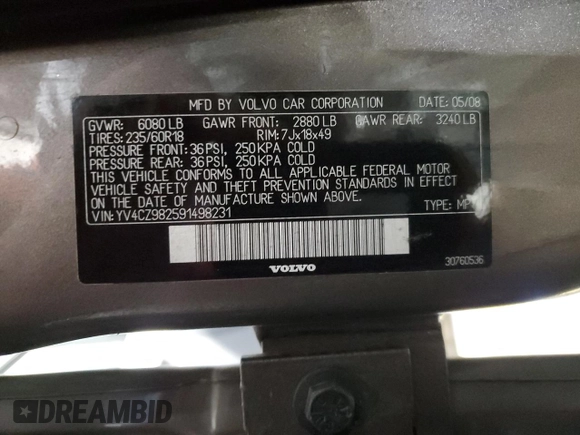 MFD BY VOLVO CAR CORPORATION DATE: 05/08
GVWR: 6080 LB GAWR FRONT: 2880 LB GAWR REAR: 3240 LB
TIRES: 235/60R18 RIM: 7Jx18x49
PRESSURE FRONT: 36 PSI, 250 KPA COLD
PRESSURE REAR: 36 PSI, 250 KPA COLD
THIS VEHICLE CONFORMS TO ALL APPLICABLE FEDERAL MOTOR
VEHICLE SAFETY AND THEFT PREVENTION STANDARDS IN EFFECT
ON THE DATE OF MANUFACTURE SHOWN ABOVE.
VIN: YV4CZ982591498231 TYPE: MP
VOLVO 30760536
DREAMBID